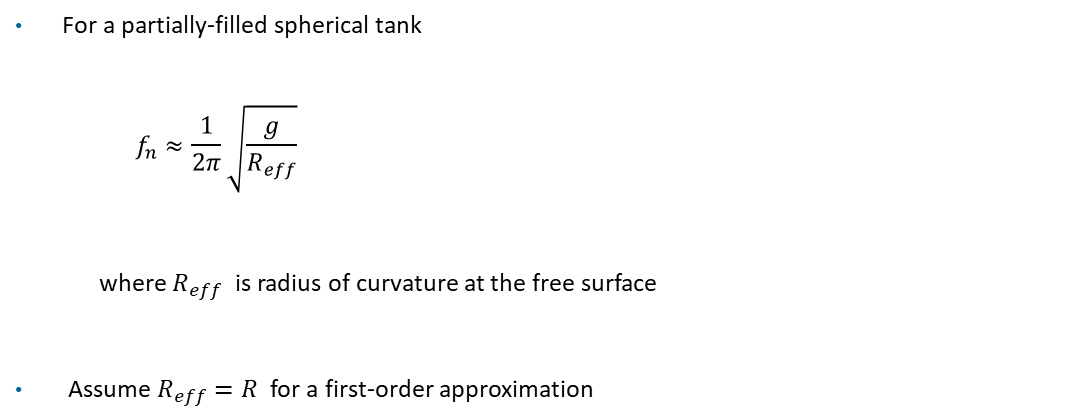 • For a partially-filled spherical tank
fₙ ≈ 1/(2π) √(g/R_eff)
where R_eff is radius of curvature at the free surface
• Assume R_eff = R for a first-order approximation